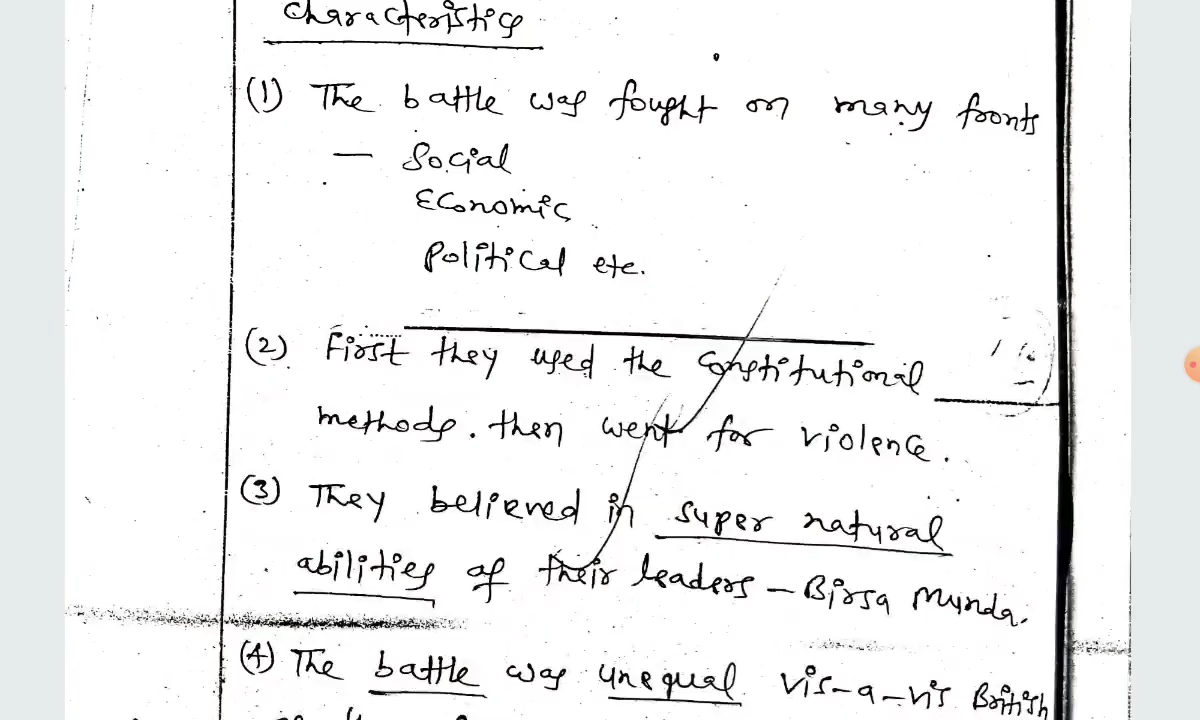 Characteristics
(1) The battle was fought on many fronts
— Social
Economic
Political etc.
(2) First they used the Constitutional
methods. then went for violence.
(3) They believed in super natural
abilities of their leaders – Birsa Munda.
(4) The battle was unequal vis-a-vis British